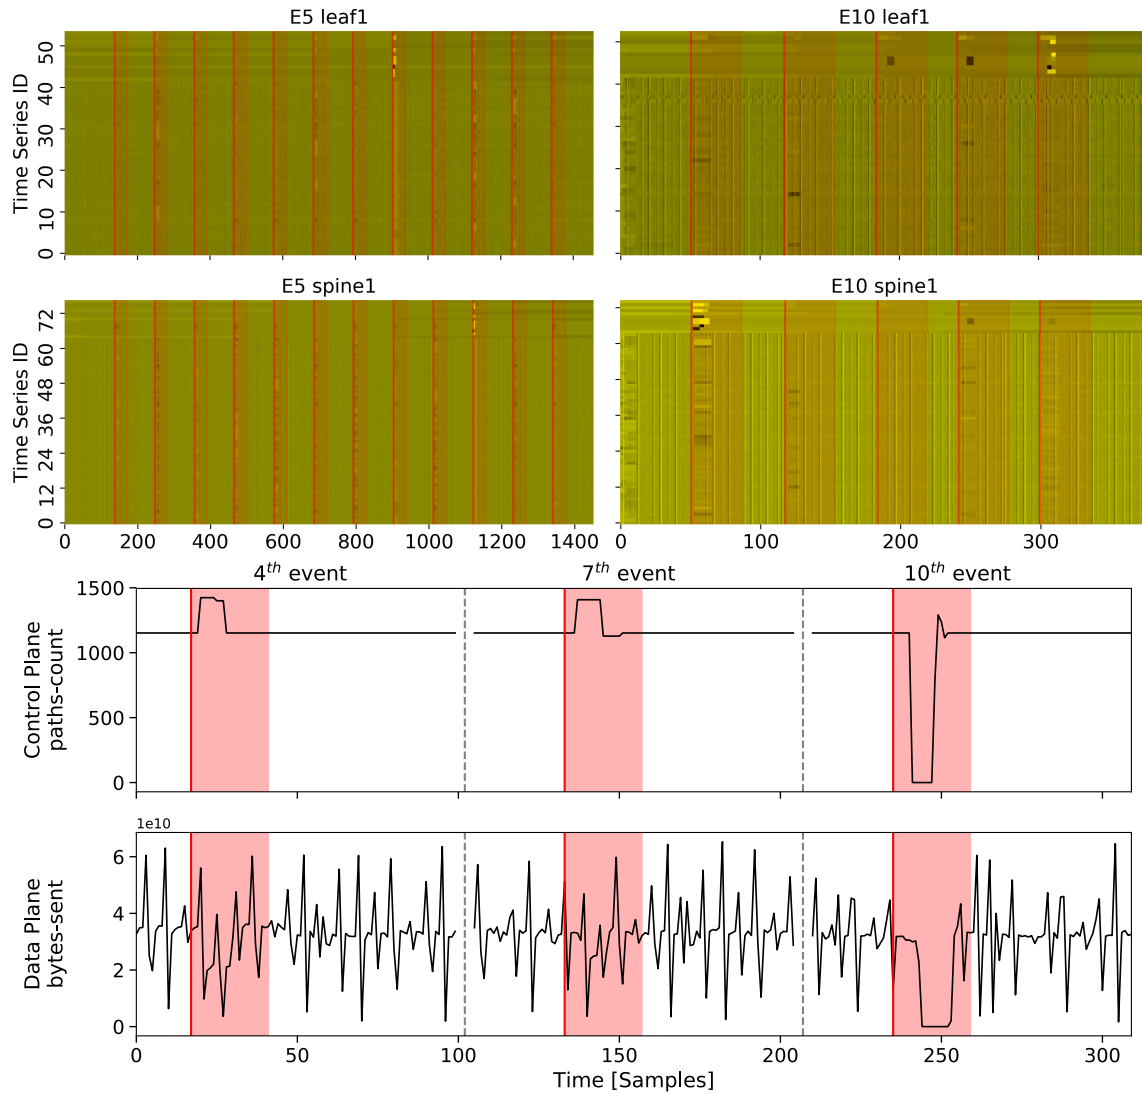 E5 leaf1
E10 leaf1
Time Series ID
50
40
30
20
10
0
E5 spine1
E10 spine1
Time Series ID
72
60
48
36
24
12
0
0 200 400 600 800 1000 1200 1400
0 100 200 300
4th event
7th event
10th event
Control Plane
paths-count
1500
1000
500
0
1e10
Data Plane
bytes-sent
6
4
2
0
0 50 100 150 200 250 300
Time [Samples]